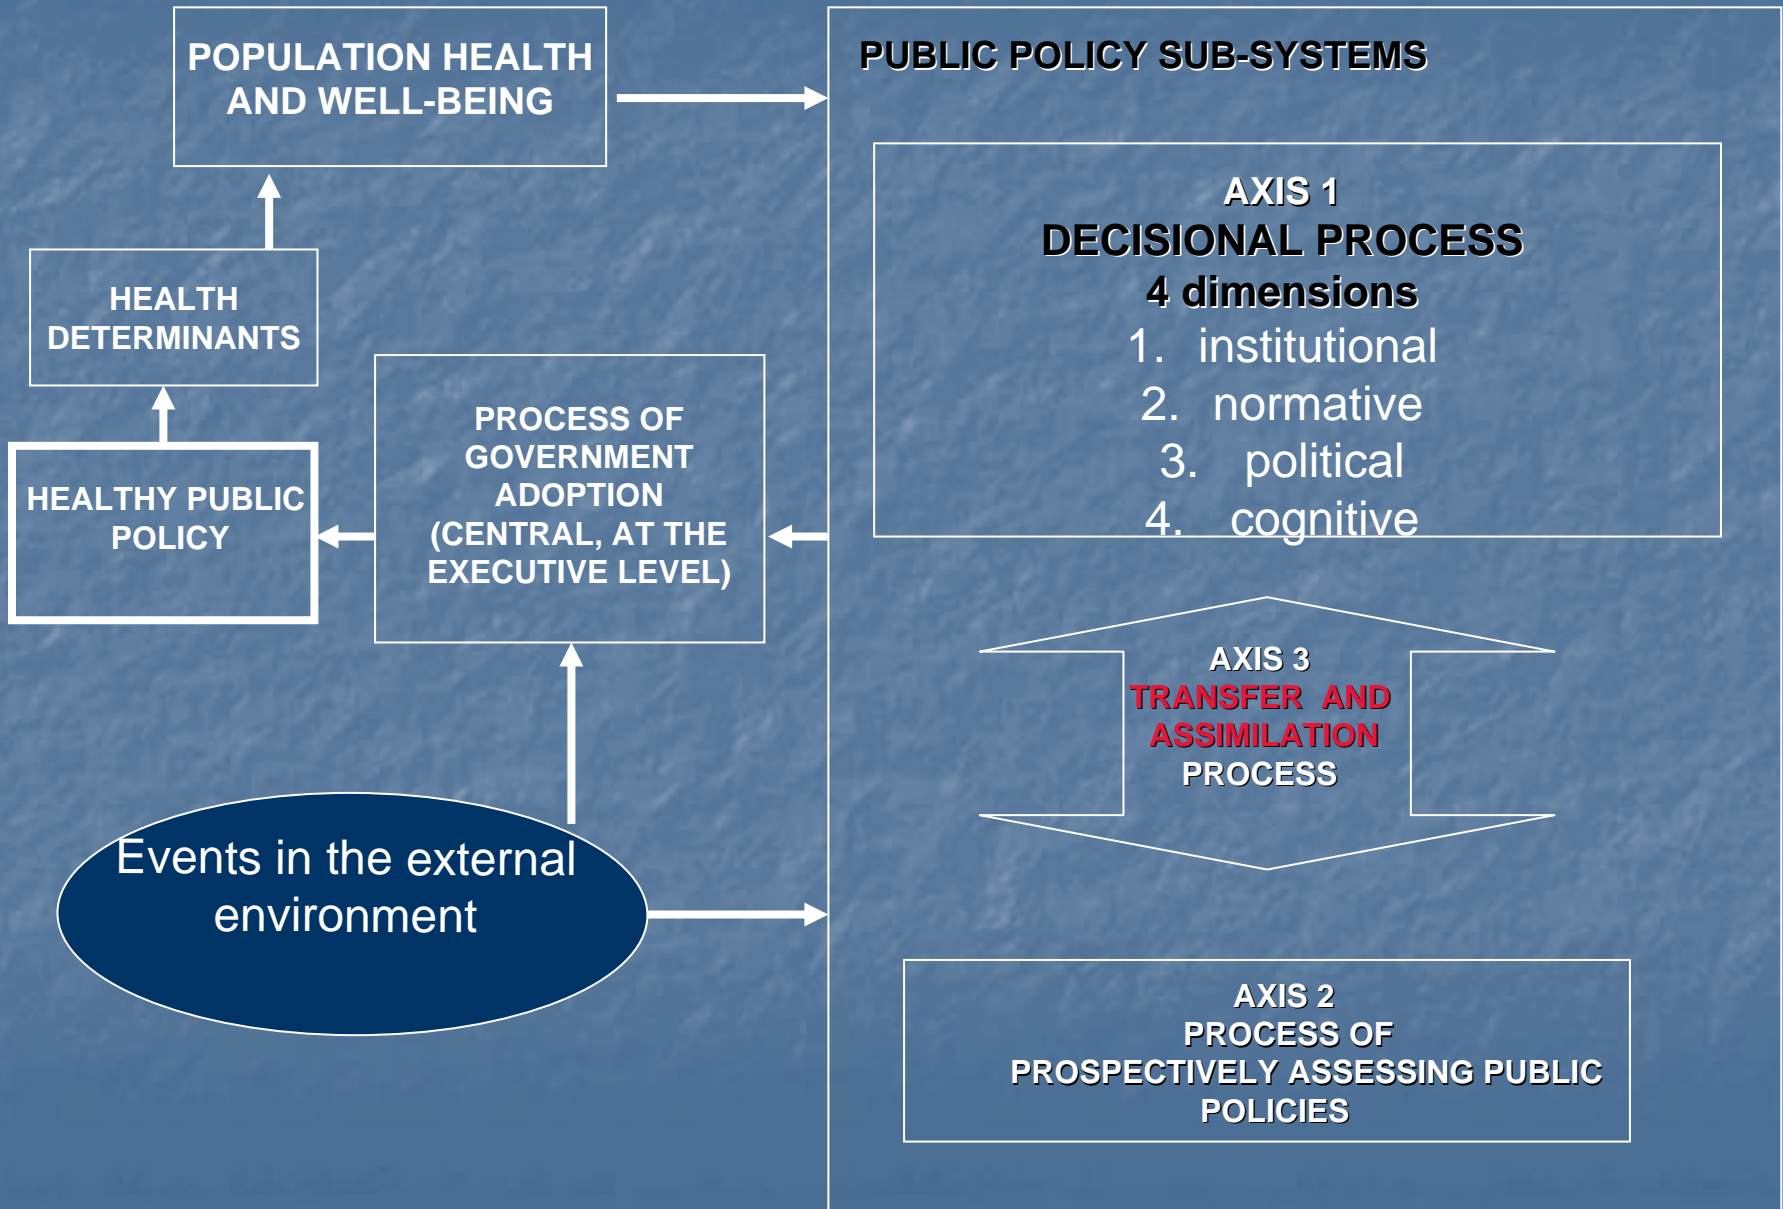 POPULATION HEALTH
AND WELL-BEING
HEALTH
DETERMINANTS
HEALTHY PUBLIC
POLICY
PROCESS OF
GOVERNMENT
ADOPTION
(CENTRAL, AT THE
EXECUTIVE LEVEL)
Events in the external
environment
PUBLIC POLICY SUB-SYSTEMS
AXIS 1
DECISIONAL PROCESS
4 dimensions
1. institutional
2. normative
3. political
4. cognitive
AXIS 3
TRANSFER AND
ASSIMILATION
PROCESS
AXIS 2
PROCESS OF
PROSPECTIVELY ASSESSING PUBLIC
POLICIES